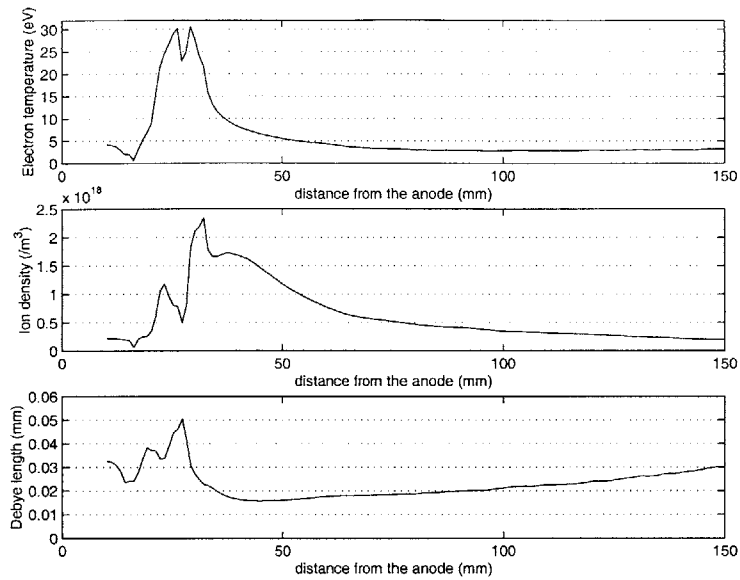 Electron temperature (eV)
30
25
20
15
10
5
0
0 50 100 150
distance from the anode (mm)
x 10^18
Ion density (/m^3)
2.5
2
1.5
1
0.5
0
0 50 100 150
distance from the anode (mm)
Debye length (mm)
0.06
0.05
0.04
0.03
0.02
0.01
0
0 50 100 150
distance from the anode (mm)